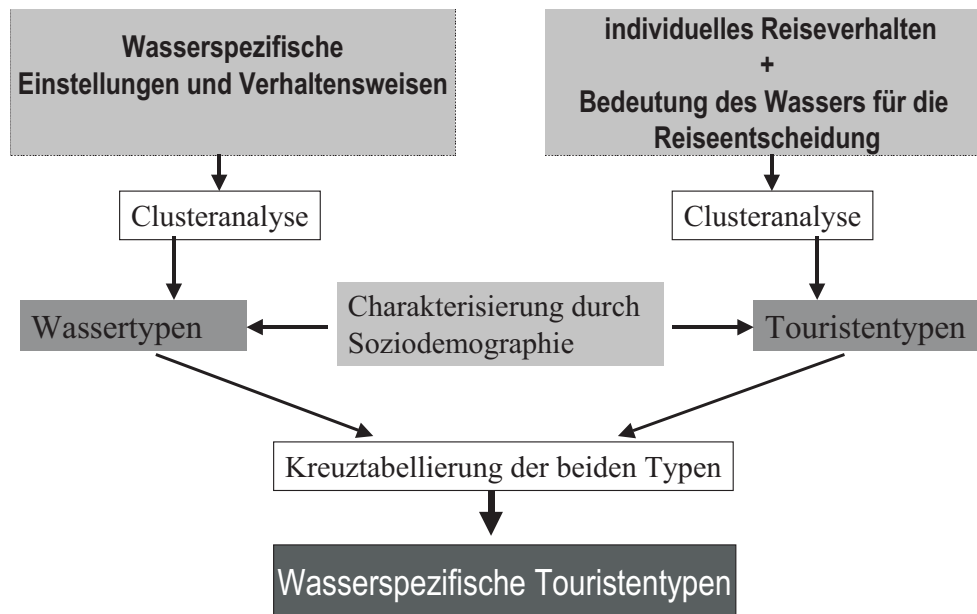 Wasserspezifische
Einstellungen und Verhaltensweisen
individuelles Reiseverhalten
+
Bedeutung des Wassers für die
Reiseentscheidung
Clusteranalyse
Clusteranalyse
Wassertypen
Charakterisierung durch
Soziodemographie
Touristentypen
Kreuztabellierung der beiden Typen
Wasserspezifische Touristentypen